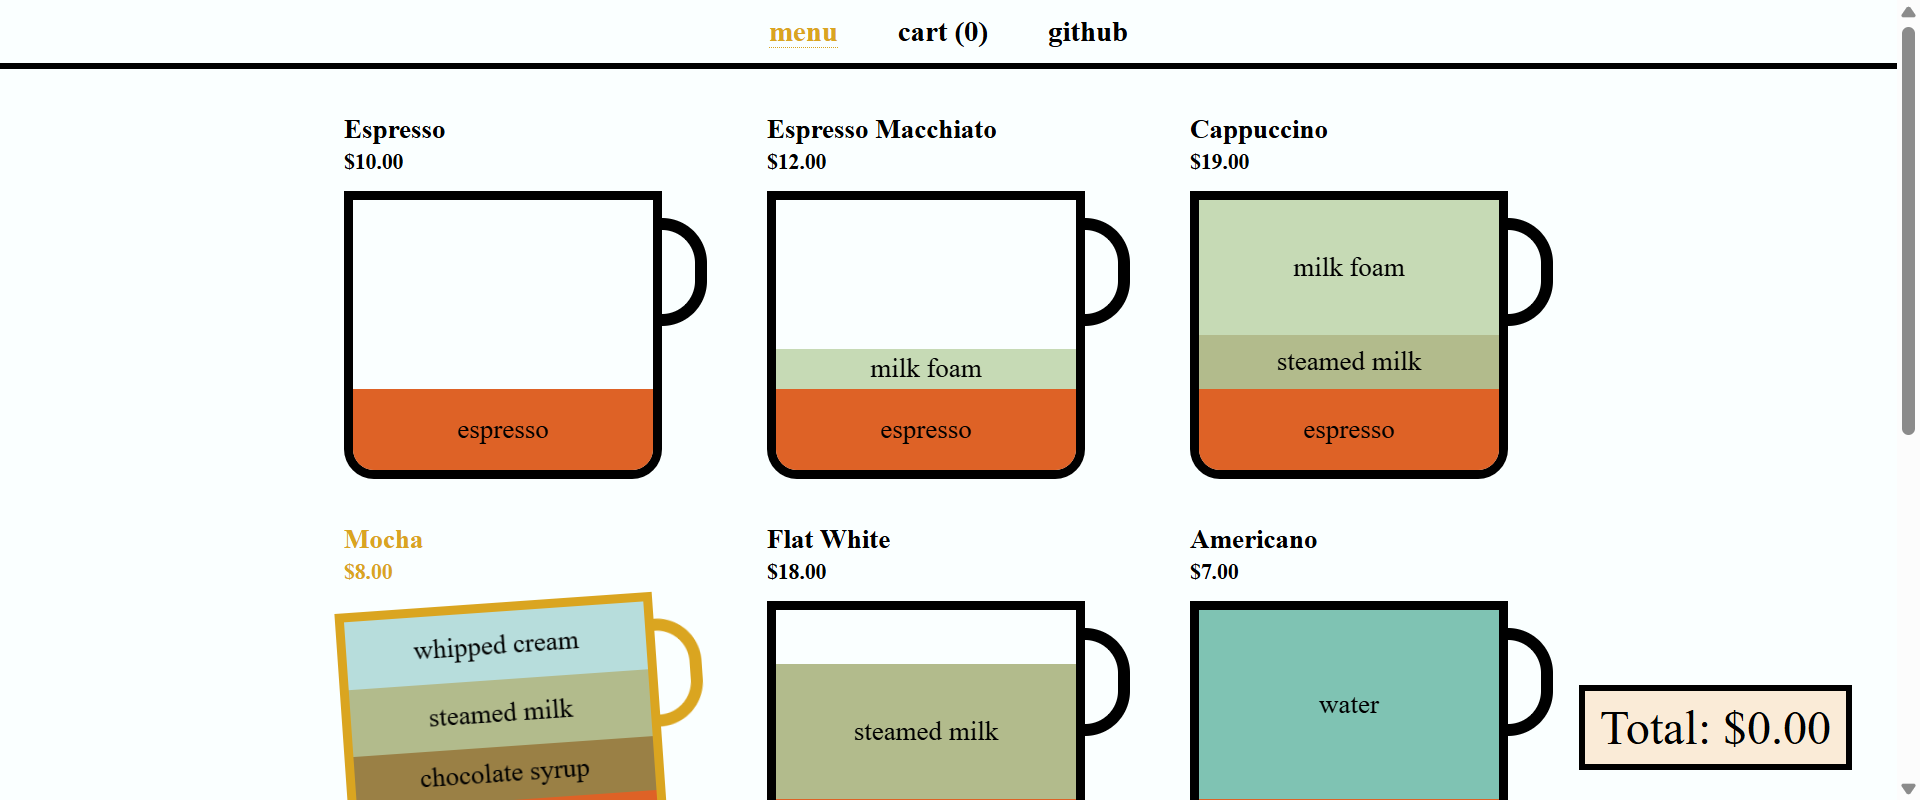 menu cart (0) github
Espresso Espresso Macchiato Cappuccino
$10.00 $12.00 $19.00
milk foam
steamed milk
milk foam
espresso espresso espresso
Mocha Flat White Americano
$8.00 $18.00 $7.00
whipped cream
steamed milk
chocolate syrup
steamed milk
water
Total: $0.00